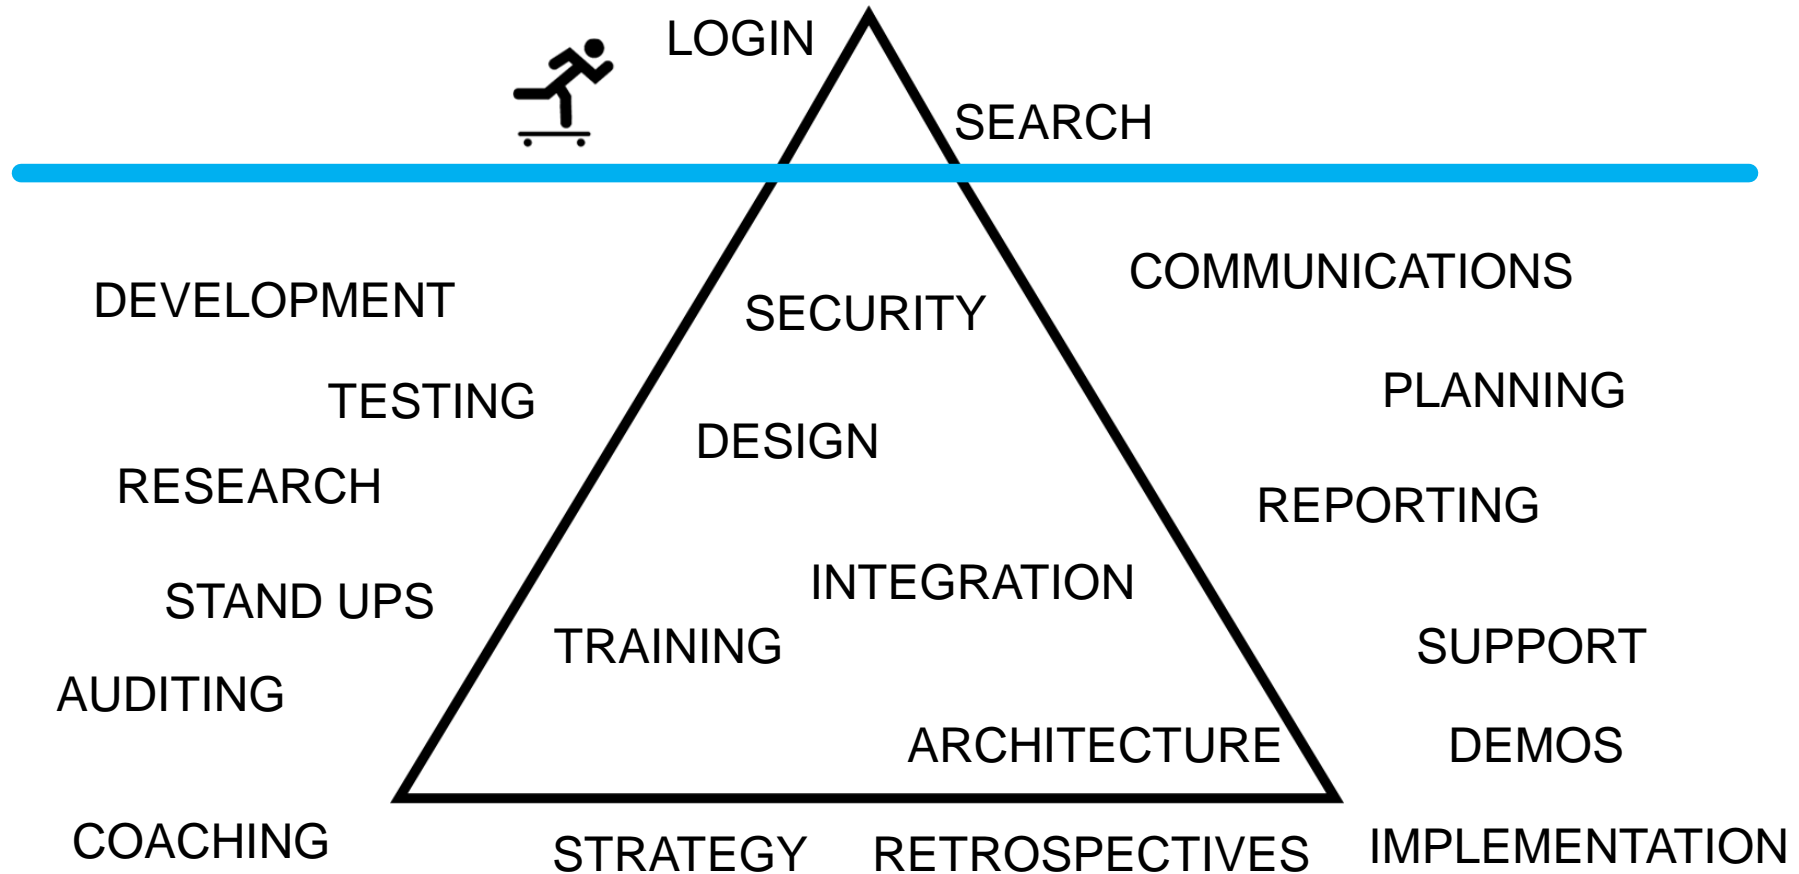 LOGIN
SEARCH
COMMUNICATIONS
DEVELOPMENT
SECURITY
PLANNING
TESTING
DESIGN
RESEARCH
REPORTING
INTEGRATION
STAND UPS
TRAINING
SUPPORT
AUDITING
ARCHITECTURE
DEMOS
COACHING
STRATEGY
RETROSPECTIVES
IMPLEMENTATION